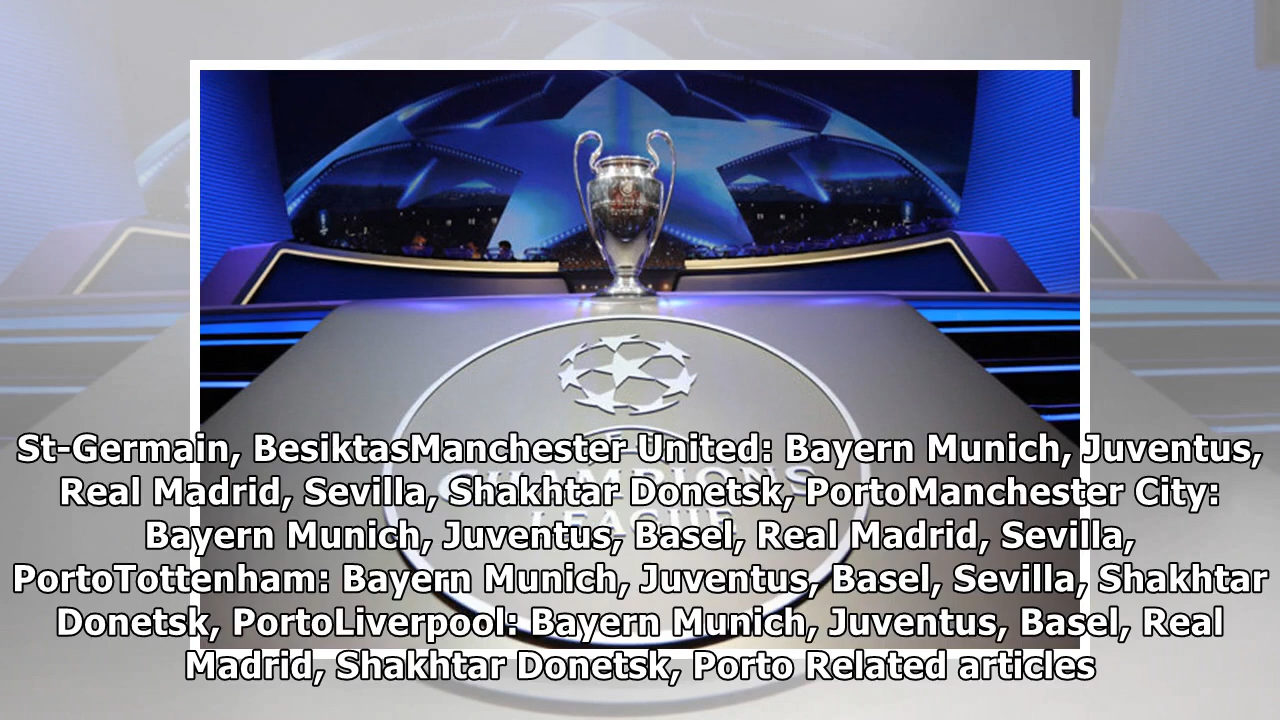 St-Germain, BesiktasManchester United: Bayern Munich, Juventus,
Real Madrid, Sevilla, Shakhtar Donetsk, PortoManchester City:
Bayern Munich, Juventus, Basel, Real Madrid, Sevilla,
PortoTottenham: Bayern Munich, Juventus, Basel, Sevilla, Shakhtar
Donetsk, PortoLiverpool: Bayern Munich, Juventus, Basel, Real
Madrid, Shakhtar Donetsk, Porto Related articles
CHAMPIONS
LEAGUE